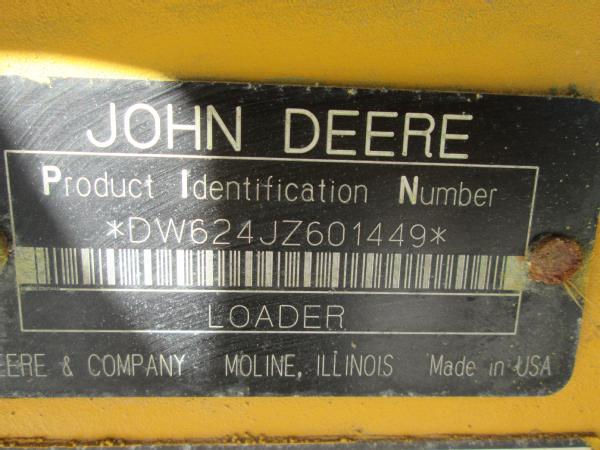 JOHN DEERE
Product Identification Number
*DW624JZ601449*
LOADER
EERE & COMPANY MOLINE, ILLINOIS Made in USA